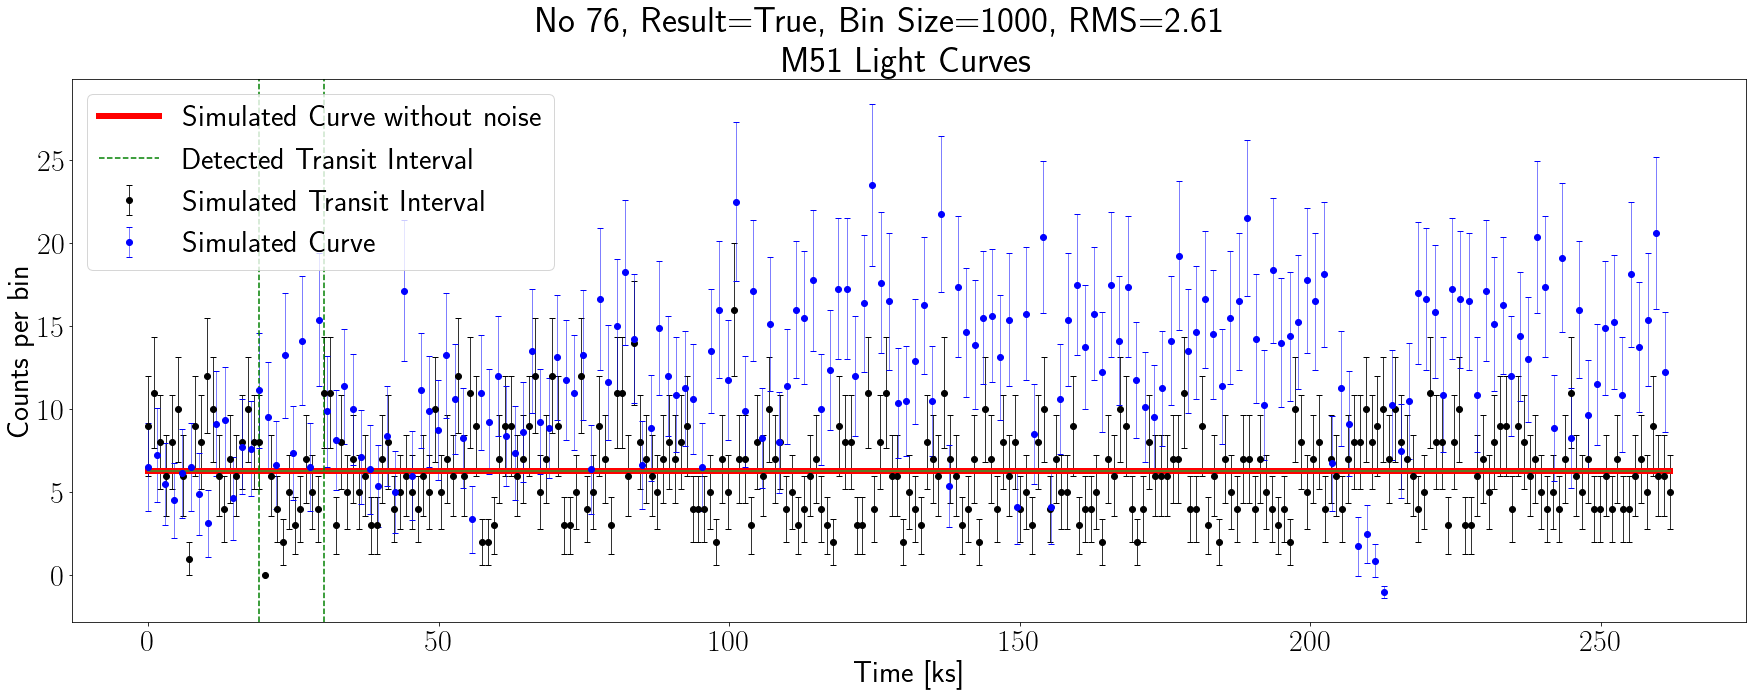 No 76, Result=True, Bin Size=1000, RMS=2.61
M51 Light Curves
Simulated Curve without noise
Detected Transit Interval
Simulated Transit Interval
Simulated Curve
Counts per bin
25
20
15
10
5
0
0 50 100 150 200 250
Time [ks]